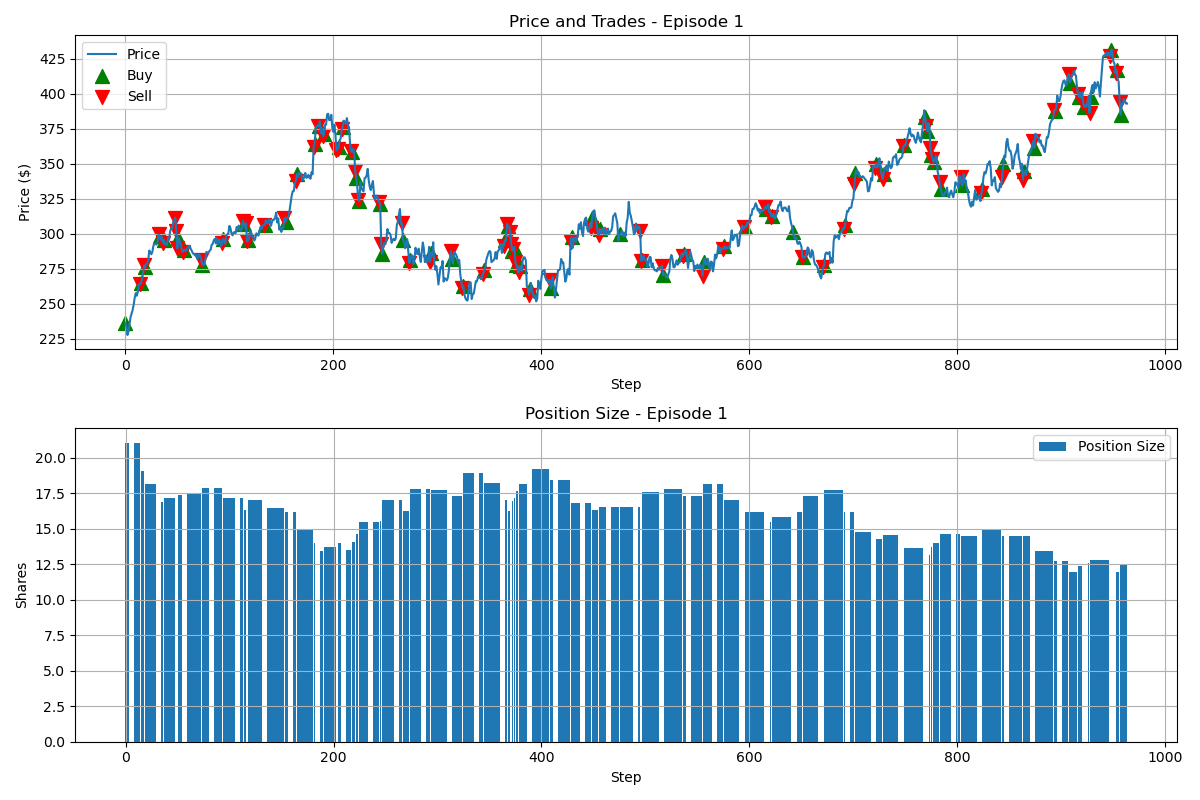 Price and Trades - Episode 1
Price
Buy
Sell
425
400
375
350
325
300
275
250
225
Price ($)
0 200 400 600 800 1000
Step
Position Size - Episode 1
Position Size
20.0
17.5
15.0
12.5
10.0
7.5
5.0
2.5
0.0
Shares
0 200 400 600 800 1000
Step